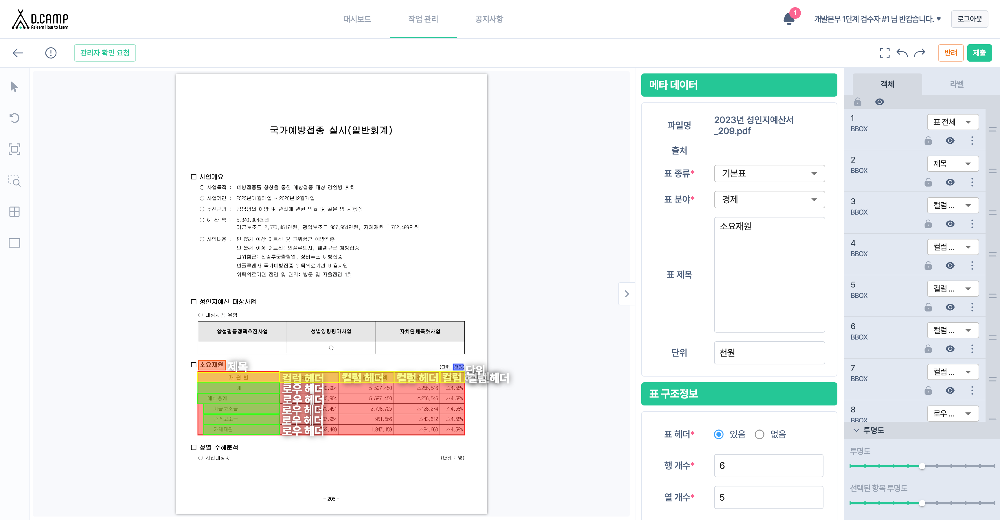 D.CAMP
Relearn How to Learn
대시보드
작업 관리
공지사항
1
개발본부 1단계 검수자 #1 님 반갑습니다.
로그아웃
관리자 확인 요청
반려
제출
국가예방접종 실시(일반회계)
□ 사업개요
○ 사업목적 : 예방접종률 향상을 통한 예방접종 대상 감염병 퇴치
○ 사업기간 : 2023년01월01일 ~ 2026년12월31일
○ 추진근거 : 감염병의 예방 및 관리에 관한 법률 및 같은 법 시행령
○ 예 산 액 : 5,340,904천원
기금보조금 2,670,451천원, 광역보조금 907,954천원, 자체재원 1,762,499천원
○ 사업내용 : 만 65세 이상 어르신 및 고위험군 예방접종
만 65세 이상 어르신: 인플루엔자, 폐렴구균 예방접종
고위험군: 신증후군출혈열, 장티푸스 예방접종
인플루엔자 국가예방접종 위탁의료기관 비용지원
위탁의료기관 점검 및 관리: 방문 및 자율점검 1회
□ 성인지예산 대상사업
○ 대상사업 유형
양성평등정책추진사업 성별영향평가사업 자치단체특화사업
○
□ 소요재원 제목
(단위 : 천원) 단위
재 원 별 컬럼 헤더 컬럼 헤더 컬럼 헤더 컬럼 헤더 컬럼 헤더
계 로우 헤더 5,597,450 △256,546 △4.58%
예산총계 로우 헤더 5,597,450 △256,546 △4.58%
기금보조금 로우 헤더 2,798,725 △128,274 △4.58%
광역보조금 로우 헤더 951,566 △43,612 △4.58%
자체재원 로우 헤더 1,847,159 △84,660 △4.58%
□ 성별 수혜분석
○ 사업대상자 (단위 : 명)
– 205 –
메타 데이터
파일명 2023년 성인지예산서
_209.pdf
출처
표 종류* 기본표
표 분야* 경제
표 제목 소요재원
단위 천원
표 구조정보
표 헤더* 있음 없음
행 개수* 6
열 개수* 5
객체 라벨
1 표 전체
BBOX
2 제목
BBOX
3 컬럼 ...
BBOX
4 컬럼 ...
BBOX
5 컬럼 ...
BBOX
6 컬럼 ...
BBOX
7 컬럼 ...
BBOX
8 로우 ...
BBOX
투명도
투명도
선택된 항목 투명도